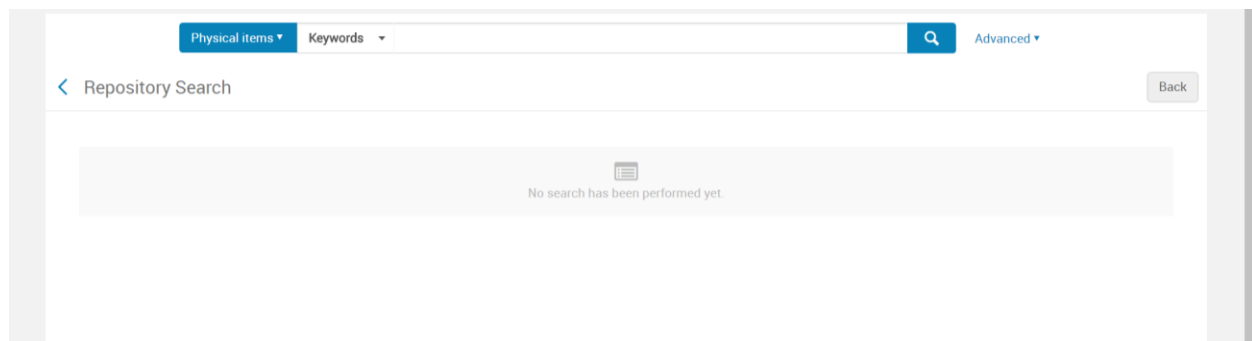 Physical items Keywords Advanced
Repository Search Back
No search has been performed yet.